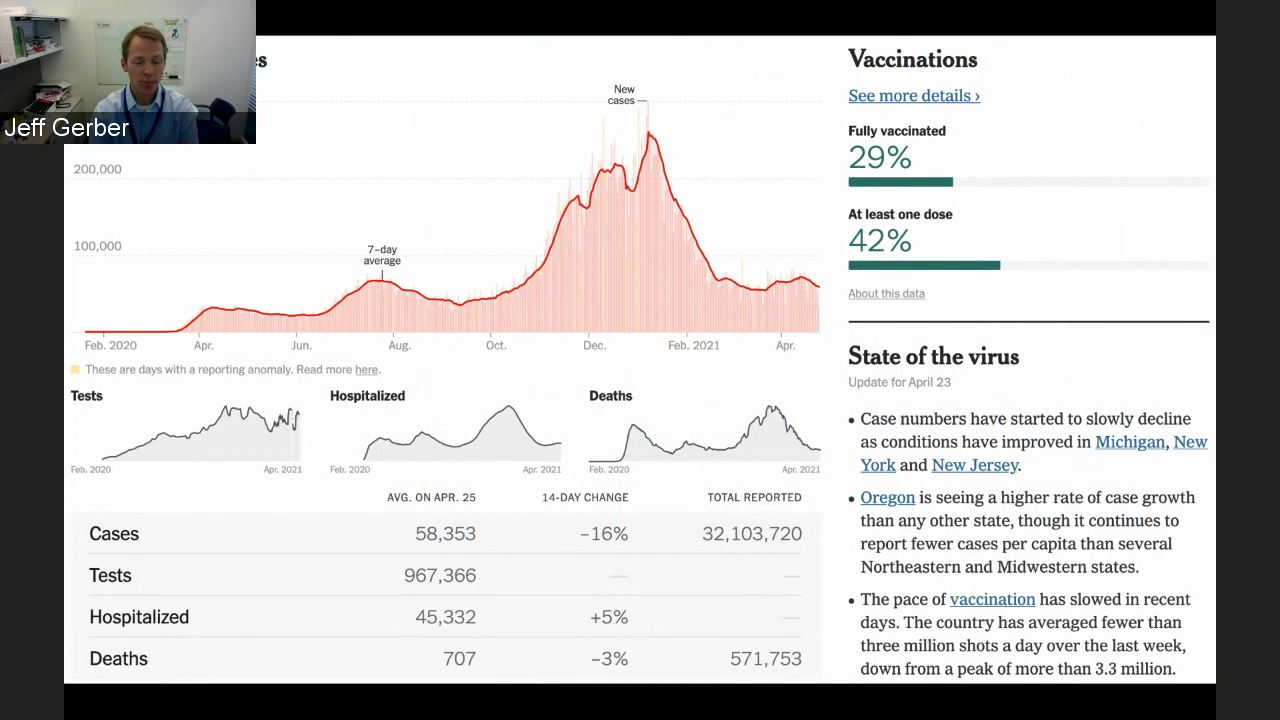 Jeff Gerber
es
New
cases
200,000
100,000
7–day
average
Feb. 2020
Apr.
Jun.
Aug.
Oct.
Dec.
Feb. 2021
Apr.
These are days with a reporting anomaly. Read more here.
Tests
Feb. 2020
Apr. 2021
Hospitalized
Feb. 2020
Apr. 2021
Deaths
Feb. 2020
Apr. 2021
AVG. ON APR. 25
14-DAY CHANGE
TOTAL REPORTED
Cases 58,353 –16% 32,103,720
Tests 967,366 — —
Hospitalized 45,332 +5% —
Deaths 707 –3% 571,753
Vaccinations
See more details ›
Fully vaccinated
29%
At least one dose
42%
About this data
State of the virus
Update for April 23
• Case numbers have started to slowly decline
as conditions have improved in Michigan, New
York and New Jersey.
• Oregon is seeing a higher rate of case growth
than any other state, though it continues to
report fewer cases per capita than several
Northeastern and Midwestern states.
• The pace of vaccination has slowed in recent
days. The country has averaged fewer than
three million shots a day over the last week,
down from a peak of more than 3.3 million.